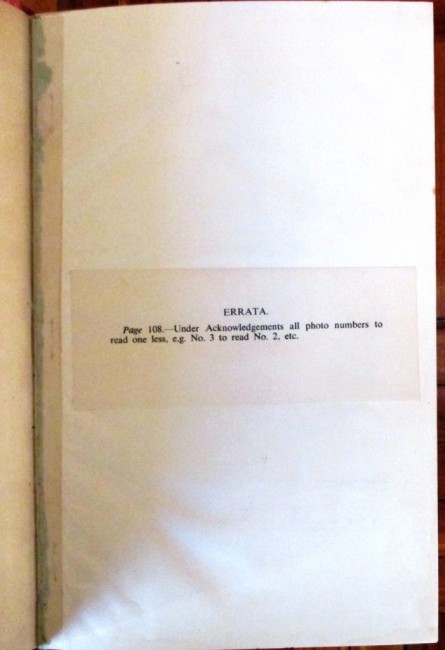 ERRATA.
Page 108.—Under Acknowledgements all photo numbers to
read one less, e.g. No. 3 to read No. 2, etc.